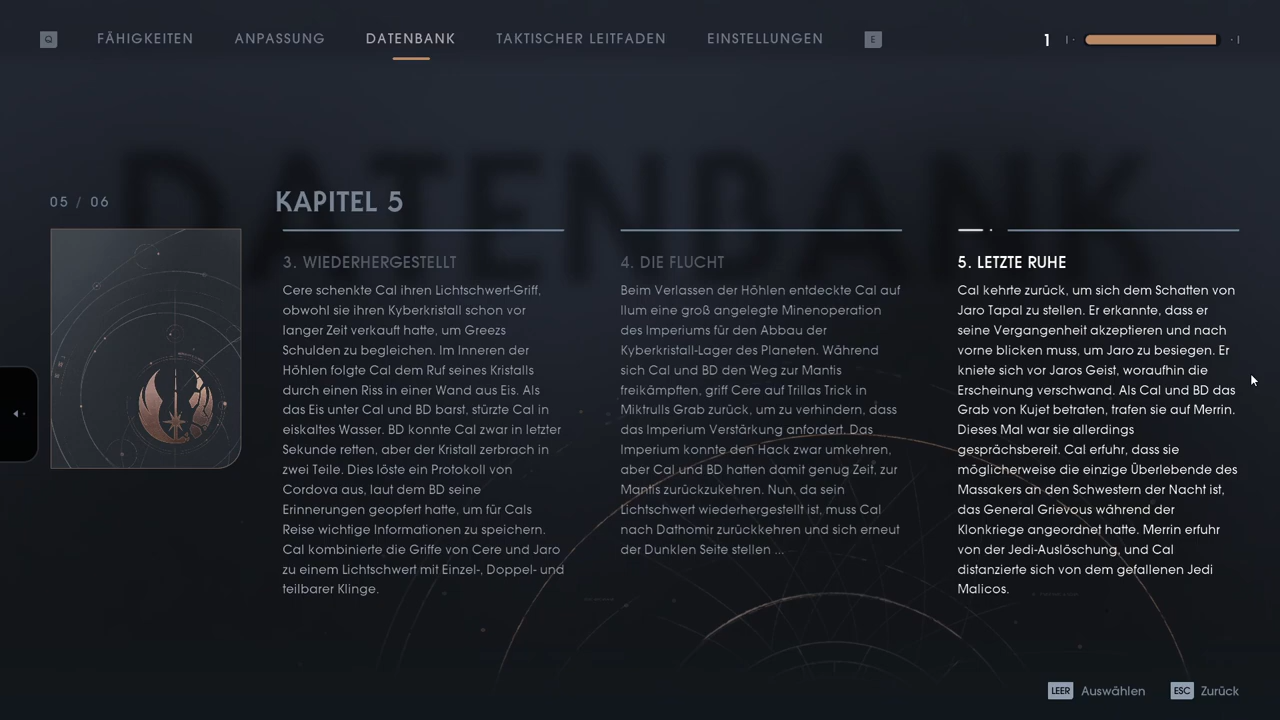 Q FÄHIGKEITEN ANPASSUNG DATENBANK TAKTISCHER LEITFADEN EINSTELLUNGEN E 1
DATENBANK
05 / 06
KAPITEL 5
3. WIEDERHERGESTELLT
Cere schenkte Cal ihren Lichtschwert-Griff,
obwohl sie ihren Kyberkristall schon vor
langer Zeit verkauft hatte, um Greezs
Schulden zu begleichen. Im Inneren der
Höhlen folgte Cal dem Ruf seines Kristalls
durch einen Riss in einer Wand aus Eis. Als
das Eis unter Cal und BD barst, stürzte Cal in
eiskaltes Wasser. BD konnte Cal zwar in letzter
Sekunde retten, aber der Kristall zerbrach in
zwei Teile. Dies löste ein Protokoll von
Cordova aus, laut dem BD seine
Erinnerungen geopfert hatte, um für Cals
Reise wichtige Informationen zu speichern.
Cal kombinierte die Griffe von Cere und Jaro
zu einem Lichtschwert mit Einzel-, Doppel- und
teilbarer Klinge.
4. DIE FLUCHT
Beim Verlassen der Höhlen entdeckte Cal auf
Ilum eine groß angelegte Minenoperation
des Imperiums für den Abbau der
Kyberkristall-Lager des Planeten. Während
sich Cal und BD den Weg zur Mantis
freikämpften, griff Cere auf Trillas Trick in
Miktrulls Grab zurück, um zu verhindern, dass
das Imperium Verstärkung anfordert. Das
Imperium konnte den Hack zwar umkehren,
aber Cal und BD hatten damit genug Zeit, zur
Mantis zurückzukehren. Nun, da sein
Lichtschwert wiederhergestellt ist, muss Cal
nach Dathomir zurückkehren und sich erneut
der Dunklen Seite stellen ...
5. LETZTE RUHE
Cal kehrte zurück, um sich dem Schatten von
Jaro Tapal zu stellen. Er erkannte, dass er
seine Vergangenheit akzeptieren und nach
vorne blicken muss, um Jaro zu besiegen. Er
kniete sich vor Jaros Geist, woraufhin die
Erscheinung verschwand. Als Cal und BD das
Grab von Kujet betraten, trafen sie auf Merrin.
Dieses Mal war sie allerdings
gesprächsbereit. Cal erfuhr, dass sie
möglicherweise die einzige Überlebende des
Massakers an den Schwestern der Nacht ist,
das General Grievous während der
Klonkriege angeordnet hatte. Merrin erfuhr
von der Jedi-Auslöschung, und Cal
distanzierte sich von dem gefallenen Jedi
Malicos.
LEER Auswählen ESC Zurück